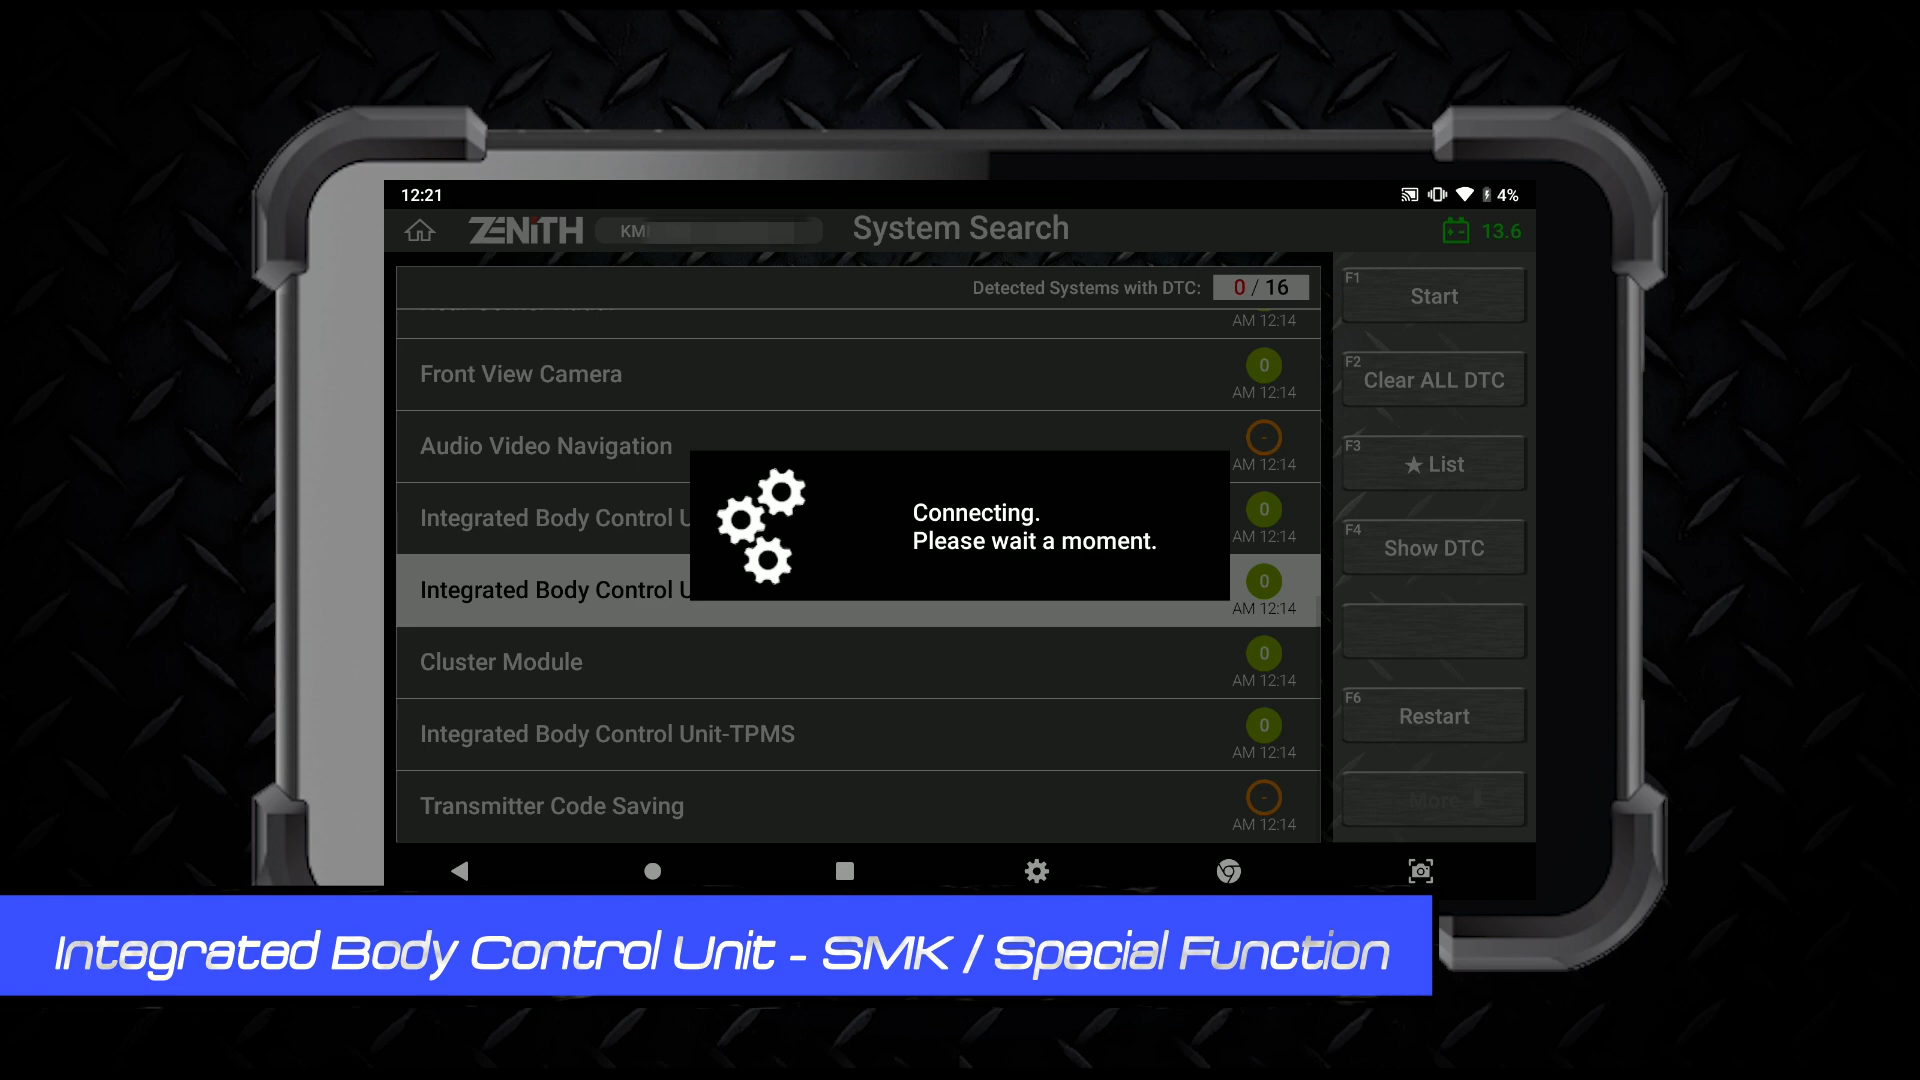 12:21
4%
ZENITH
KM
System Search
13.6
Detected Systems with DTC: 0 / 16
AM 12:14
Front View Camera
0
AM 12:14
Audio Video Navigation
-
AM 12:14
Integrated Body Control U
0
AM 12:14
Integrated Body Control U
0
AM 12:14
Cluster Module
0
AM 12:14
Integrated Body Control Unit-TPMS
0
AM 12:14
Transmitter Code Saving
-
AM 12:14
Connecting.
Please wait a moment.
F1
Start
F2
Clear ALL DTC
F3
★ List
F4
Show DTC
F6
Restart
More
Integrated Body Control Unit - SMK / Special Function